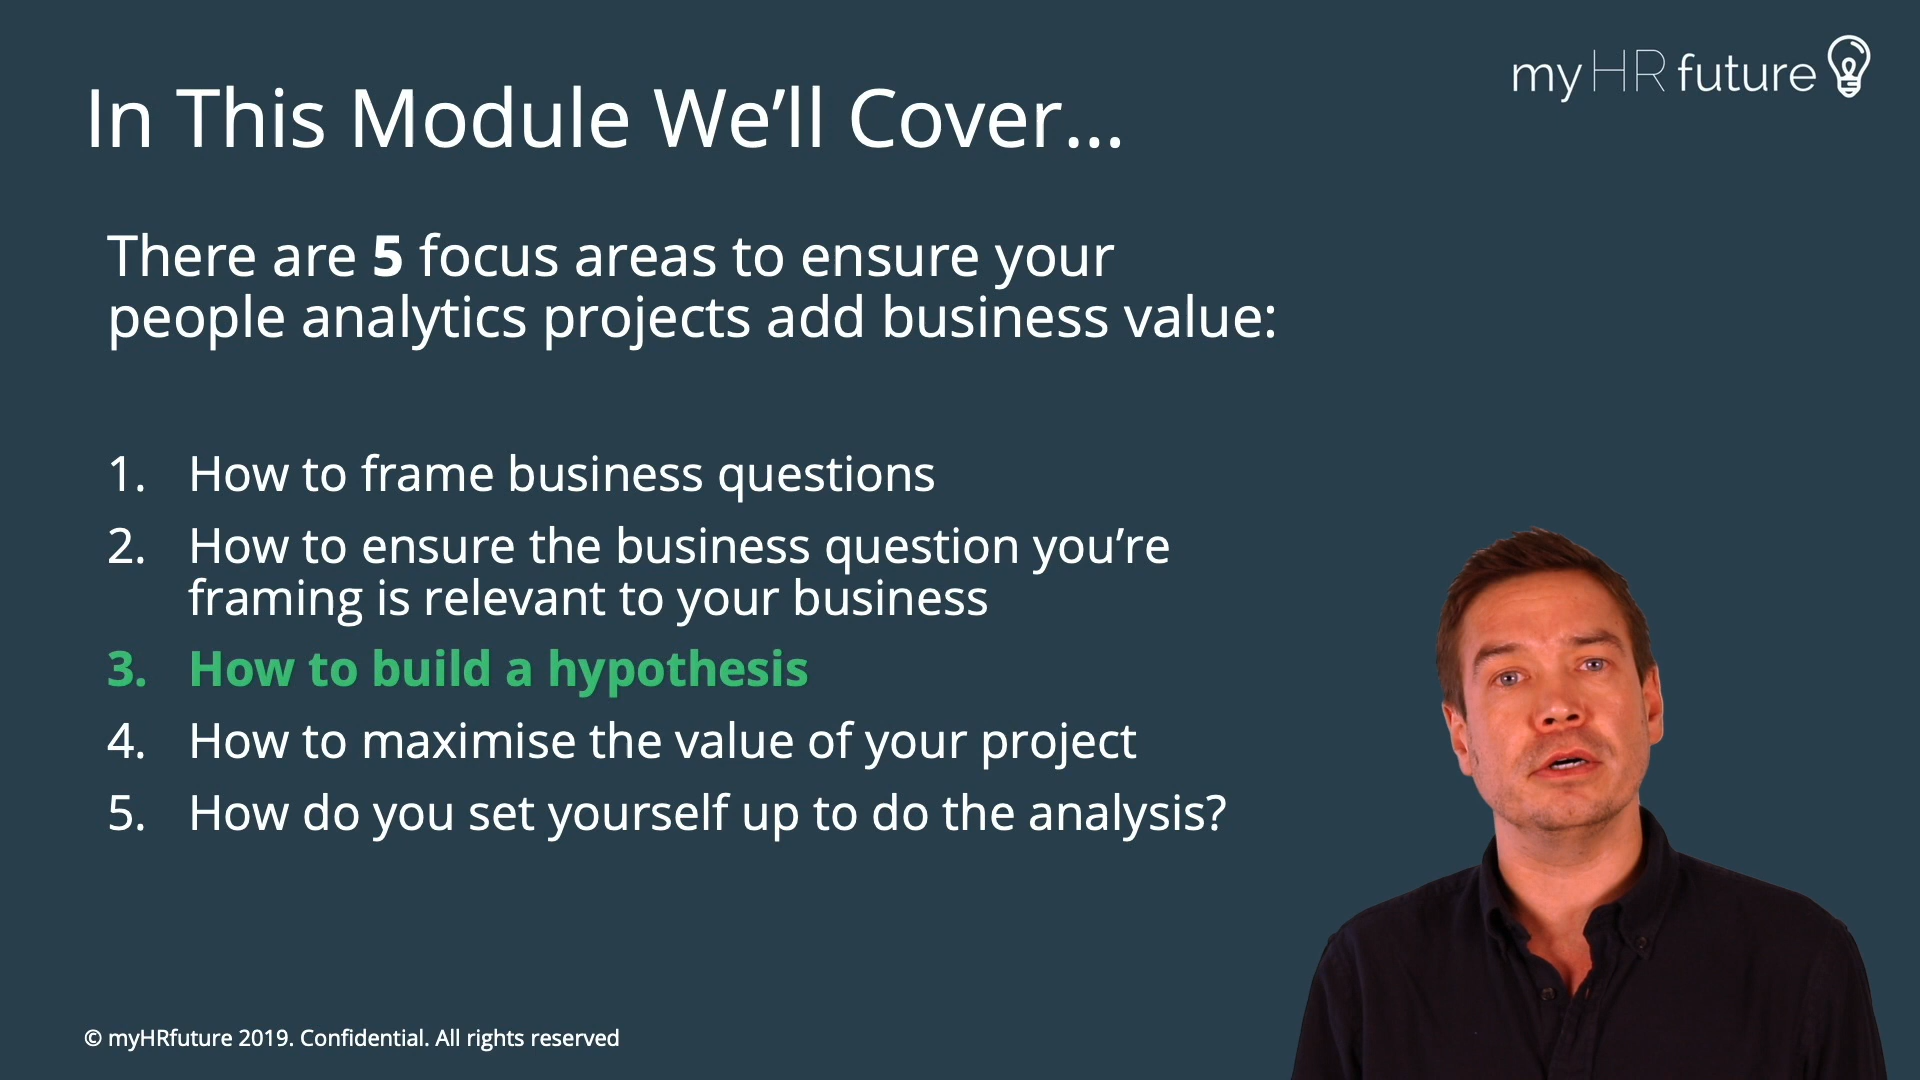 my HR future
In This Module We’ll Cover...
There are 5 focus areas to ensure your
people analytics projects add business value:
1. How to frame business questions
2. How to ensure the business question you’re
framing is relevant to your business
3. How to build a hypothesis
4. How to maximise the value of your project
5. How do you set yourself up to do the analysis?
© myHRfuture 2019. Confidential. All rights reserved